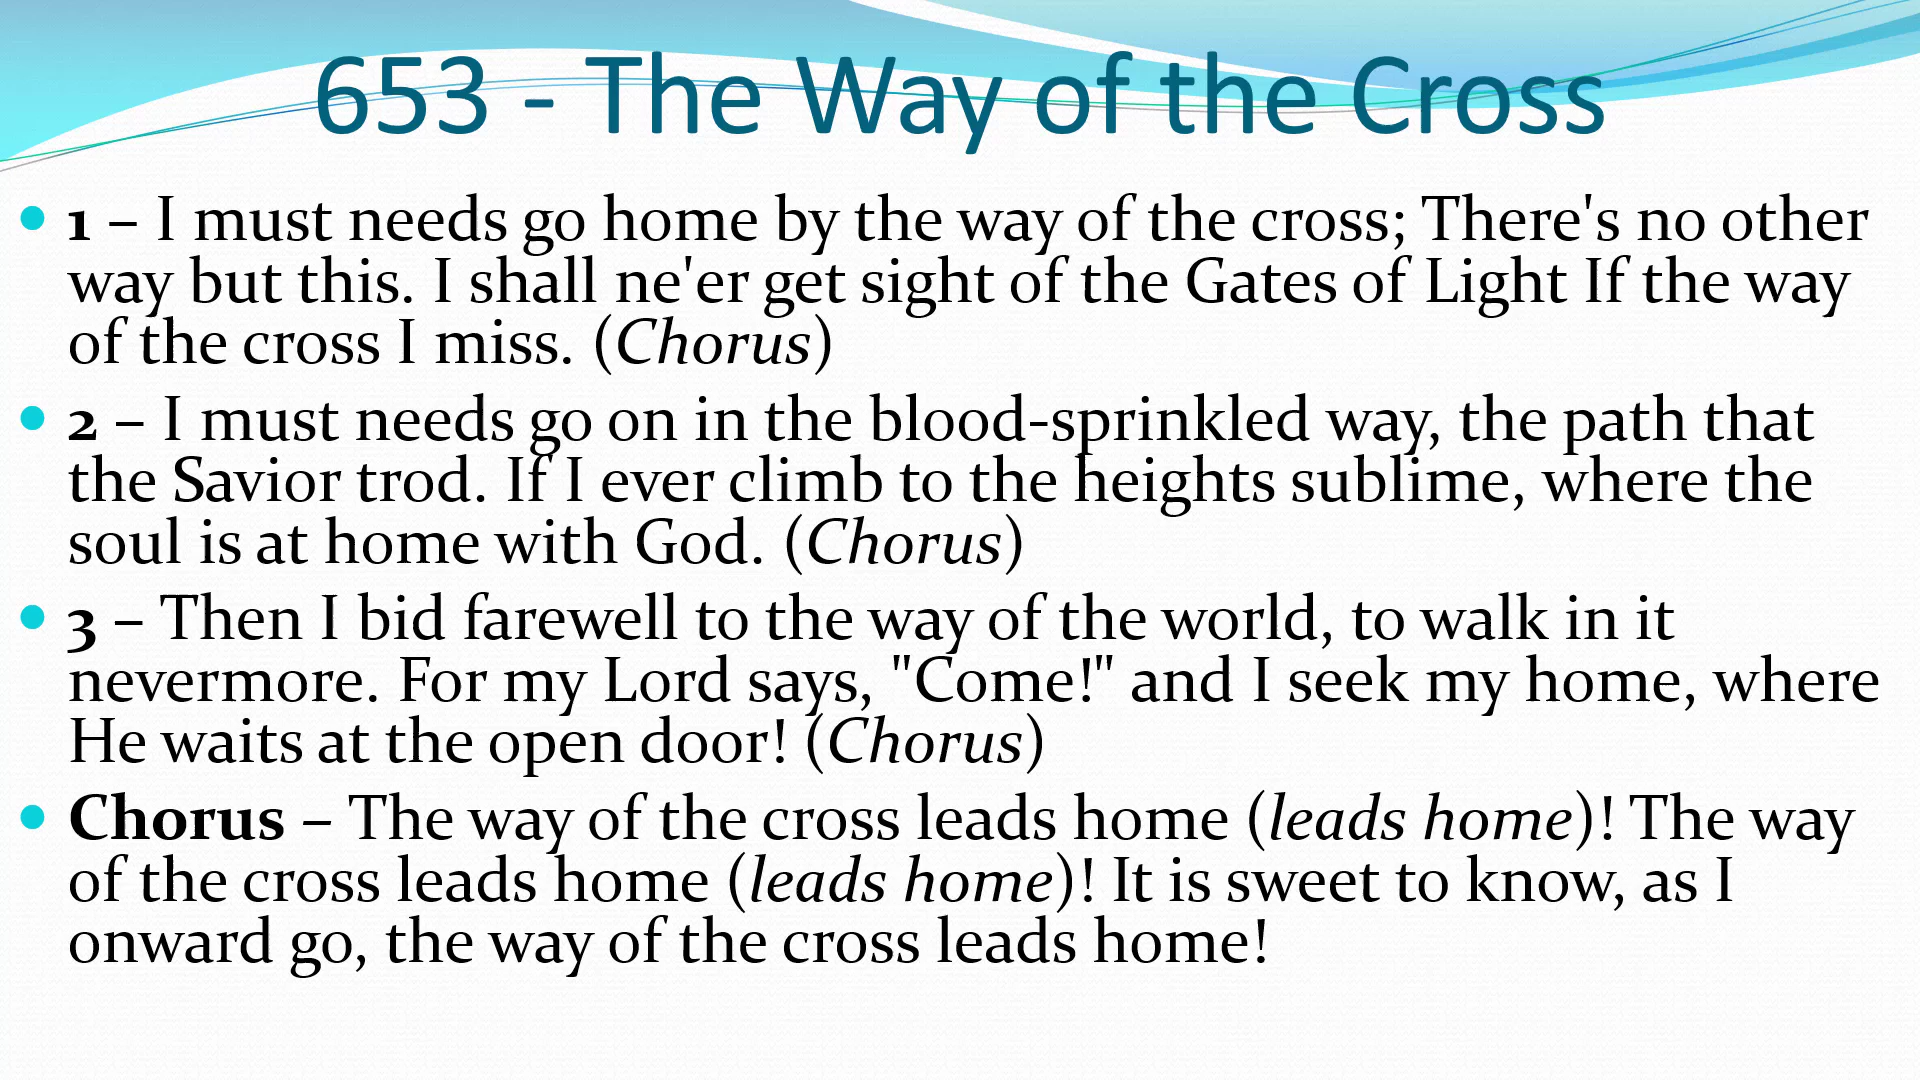 653 - The Way of the Cross
• 1 – I must needs go home by the way of the cross; There's no other
way but this. I shall ne'er get sight of the Gates of Light If the way
of the cross I miss. (Chorus)
• 2 – I must needs go on in the blood-sprinkled way, the path that
the Savior trod. If I ever climb to the heights sublime, where the
soul is at home with God. (Chorus)
• 3 – Then I bid farewell to the way of the world, to walk in it
nevermore. For my Lord says, "Come!" and I seek my home, where
He waits at the open door! (Chorus)
• Chorus – The way of the cross leads home (leads home)! The way
of the cross leads home (leads home)! It is sweet to know, as I
onward go, the way of the cross leads home!